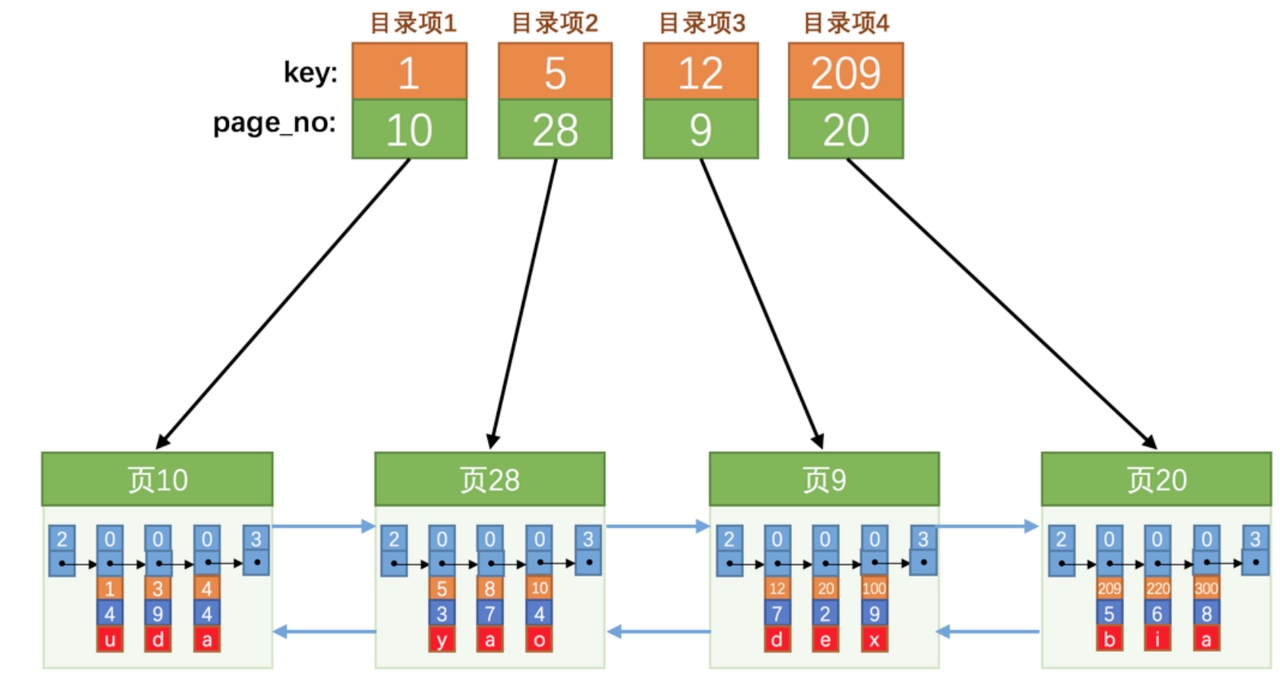 目录项1 目录项2 目录项3 目录项4
key: 1 5 12 209
page_no: 10 28 9 20
页10 页28 页9 页20
2 0 0 0 3 2 0 0 0 3 2 0 0 0 3 2 0 0 0 3
1 3 4 5 8 10 12 20 100 209 220 300
4 9 4 3 7 4 7 2 9 5 6 8
u d a y a o d e x b i a